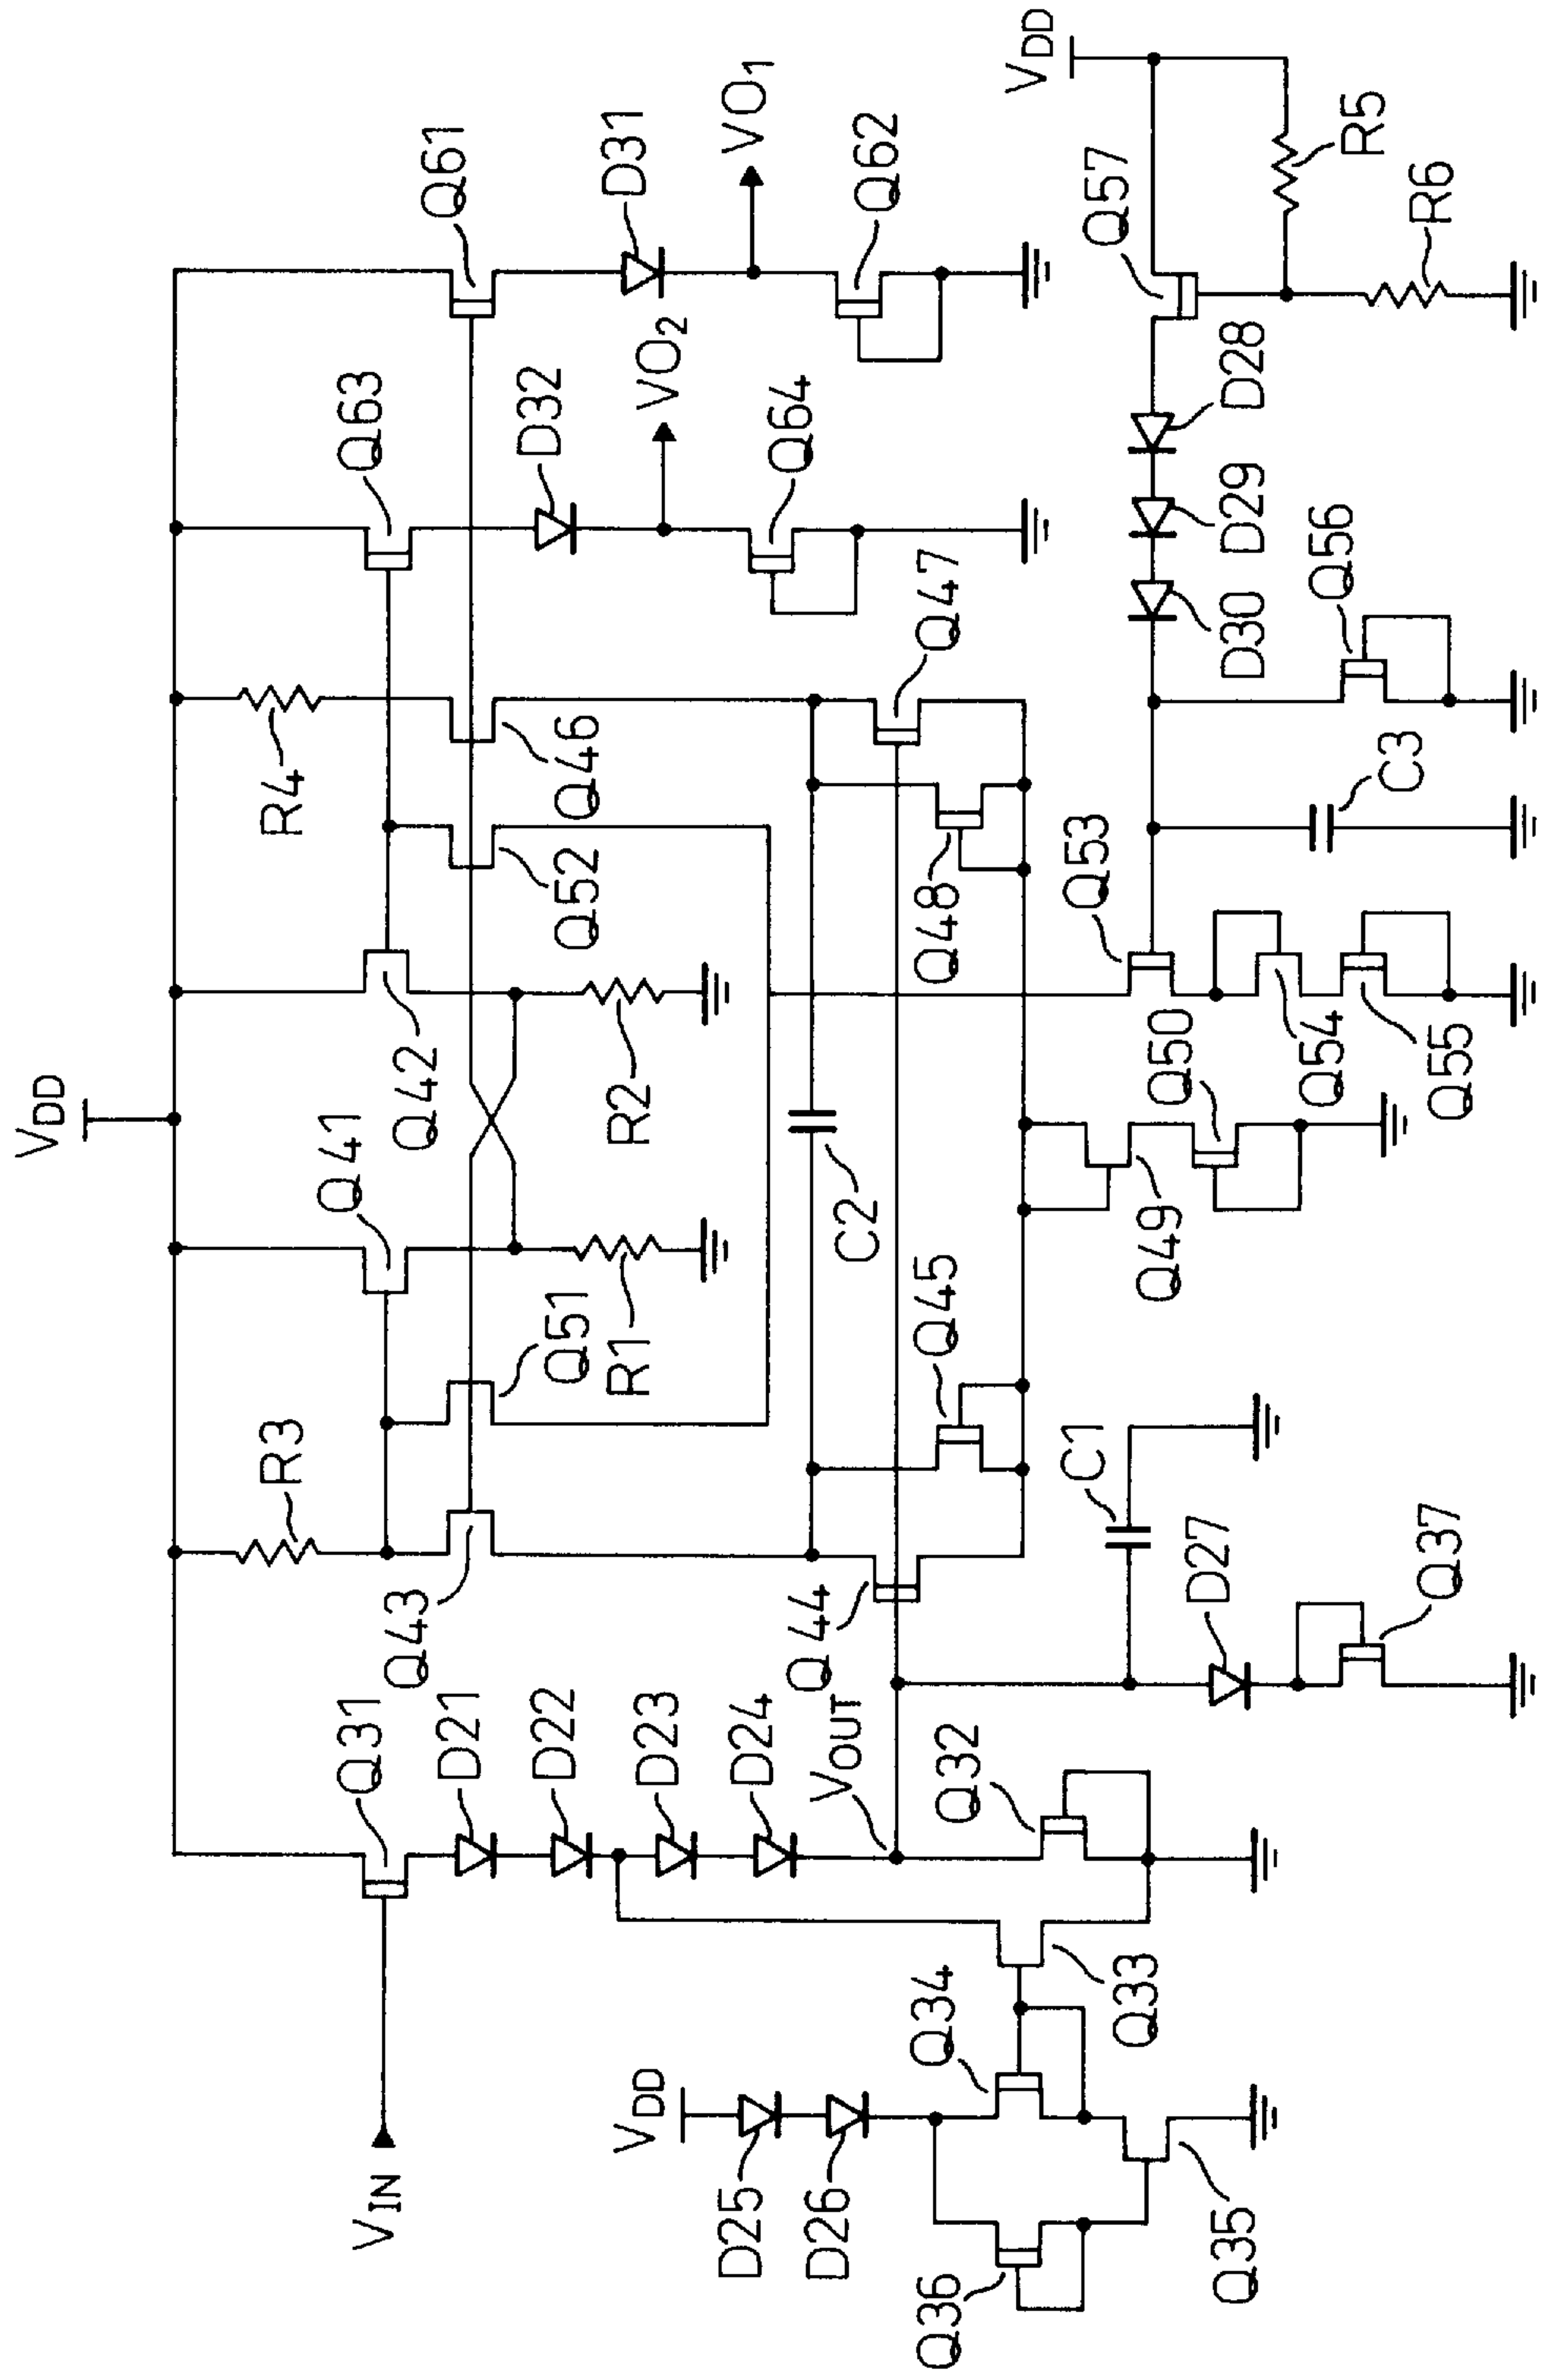 VDD
VIN
Q31
D21
D22
D23
D24
VOUT
Q32
Q33
Q34
Q35
Q36
VDD
D25
D26
R3
Q43
Q51
Q41
R1
Q42
R2
Q52
R4
Q46
Q63
D32
VO2
Q64
Q61
D31
VO1
Q62
Q44
Q45
C2
Q48
Q47
C1
D27
Q37
Q49
Q50
Q53
Q54
Q55
C3
Q56
D30
D29
D28
Q57
VDD
R5
R6